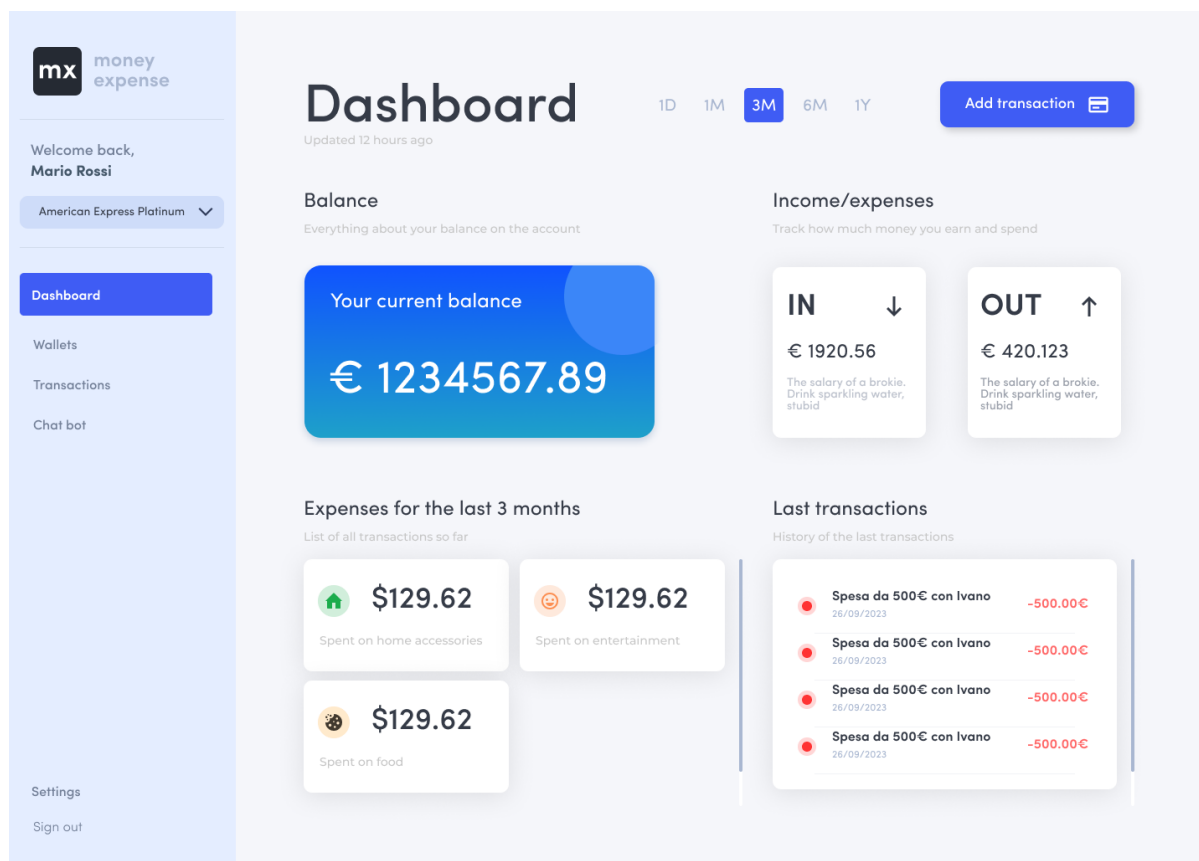 mx
money
expense
Welcome back,
Mario Rossi
American Express Platinum
Dashboard
Wallets
Transactions
Chat bot
Settings
Sign out
Dashboard
Updated 12 hours ago
1D 1M 3M 6M 1Y
Add transaction
Balance
Everything about your balance on the account
Your current balance
€ 1234567.89
Income/expenses
Track how much money you earn and spend
IN
€ 1920.56
The salary of a brokie.
Drink sparkling water,
stubid
OUT
€ 420.123
The salary of a brokie.
Drink sparkling water,
stubid
Expenses for the last 3 months
List of all transactions so far
$129.62
Spent on home accessories
$129.62
Spent on entertainment
$129.62
Spent on food
Last transactions
History of the last transactions
Spesa da 500€ con Ivano
26/09/2023
-500.00€
Spesa da 500€ con Ivano
26/09/2023
-500.00€
Spesa da 500€ con Ivano
26/09/2023
-500.00€
Spesa da 500€ con Ivano
26/09/2023
-500.00€